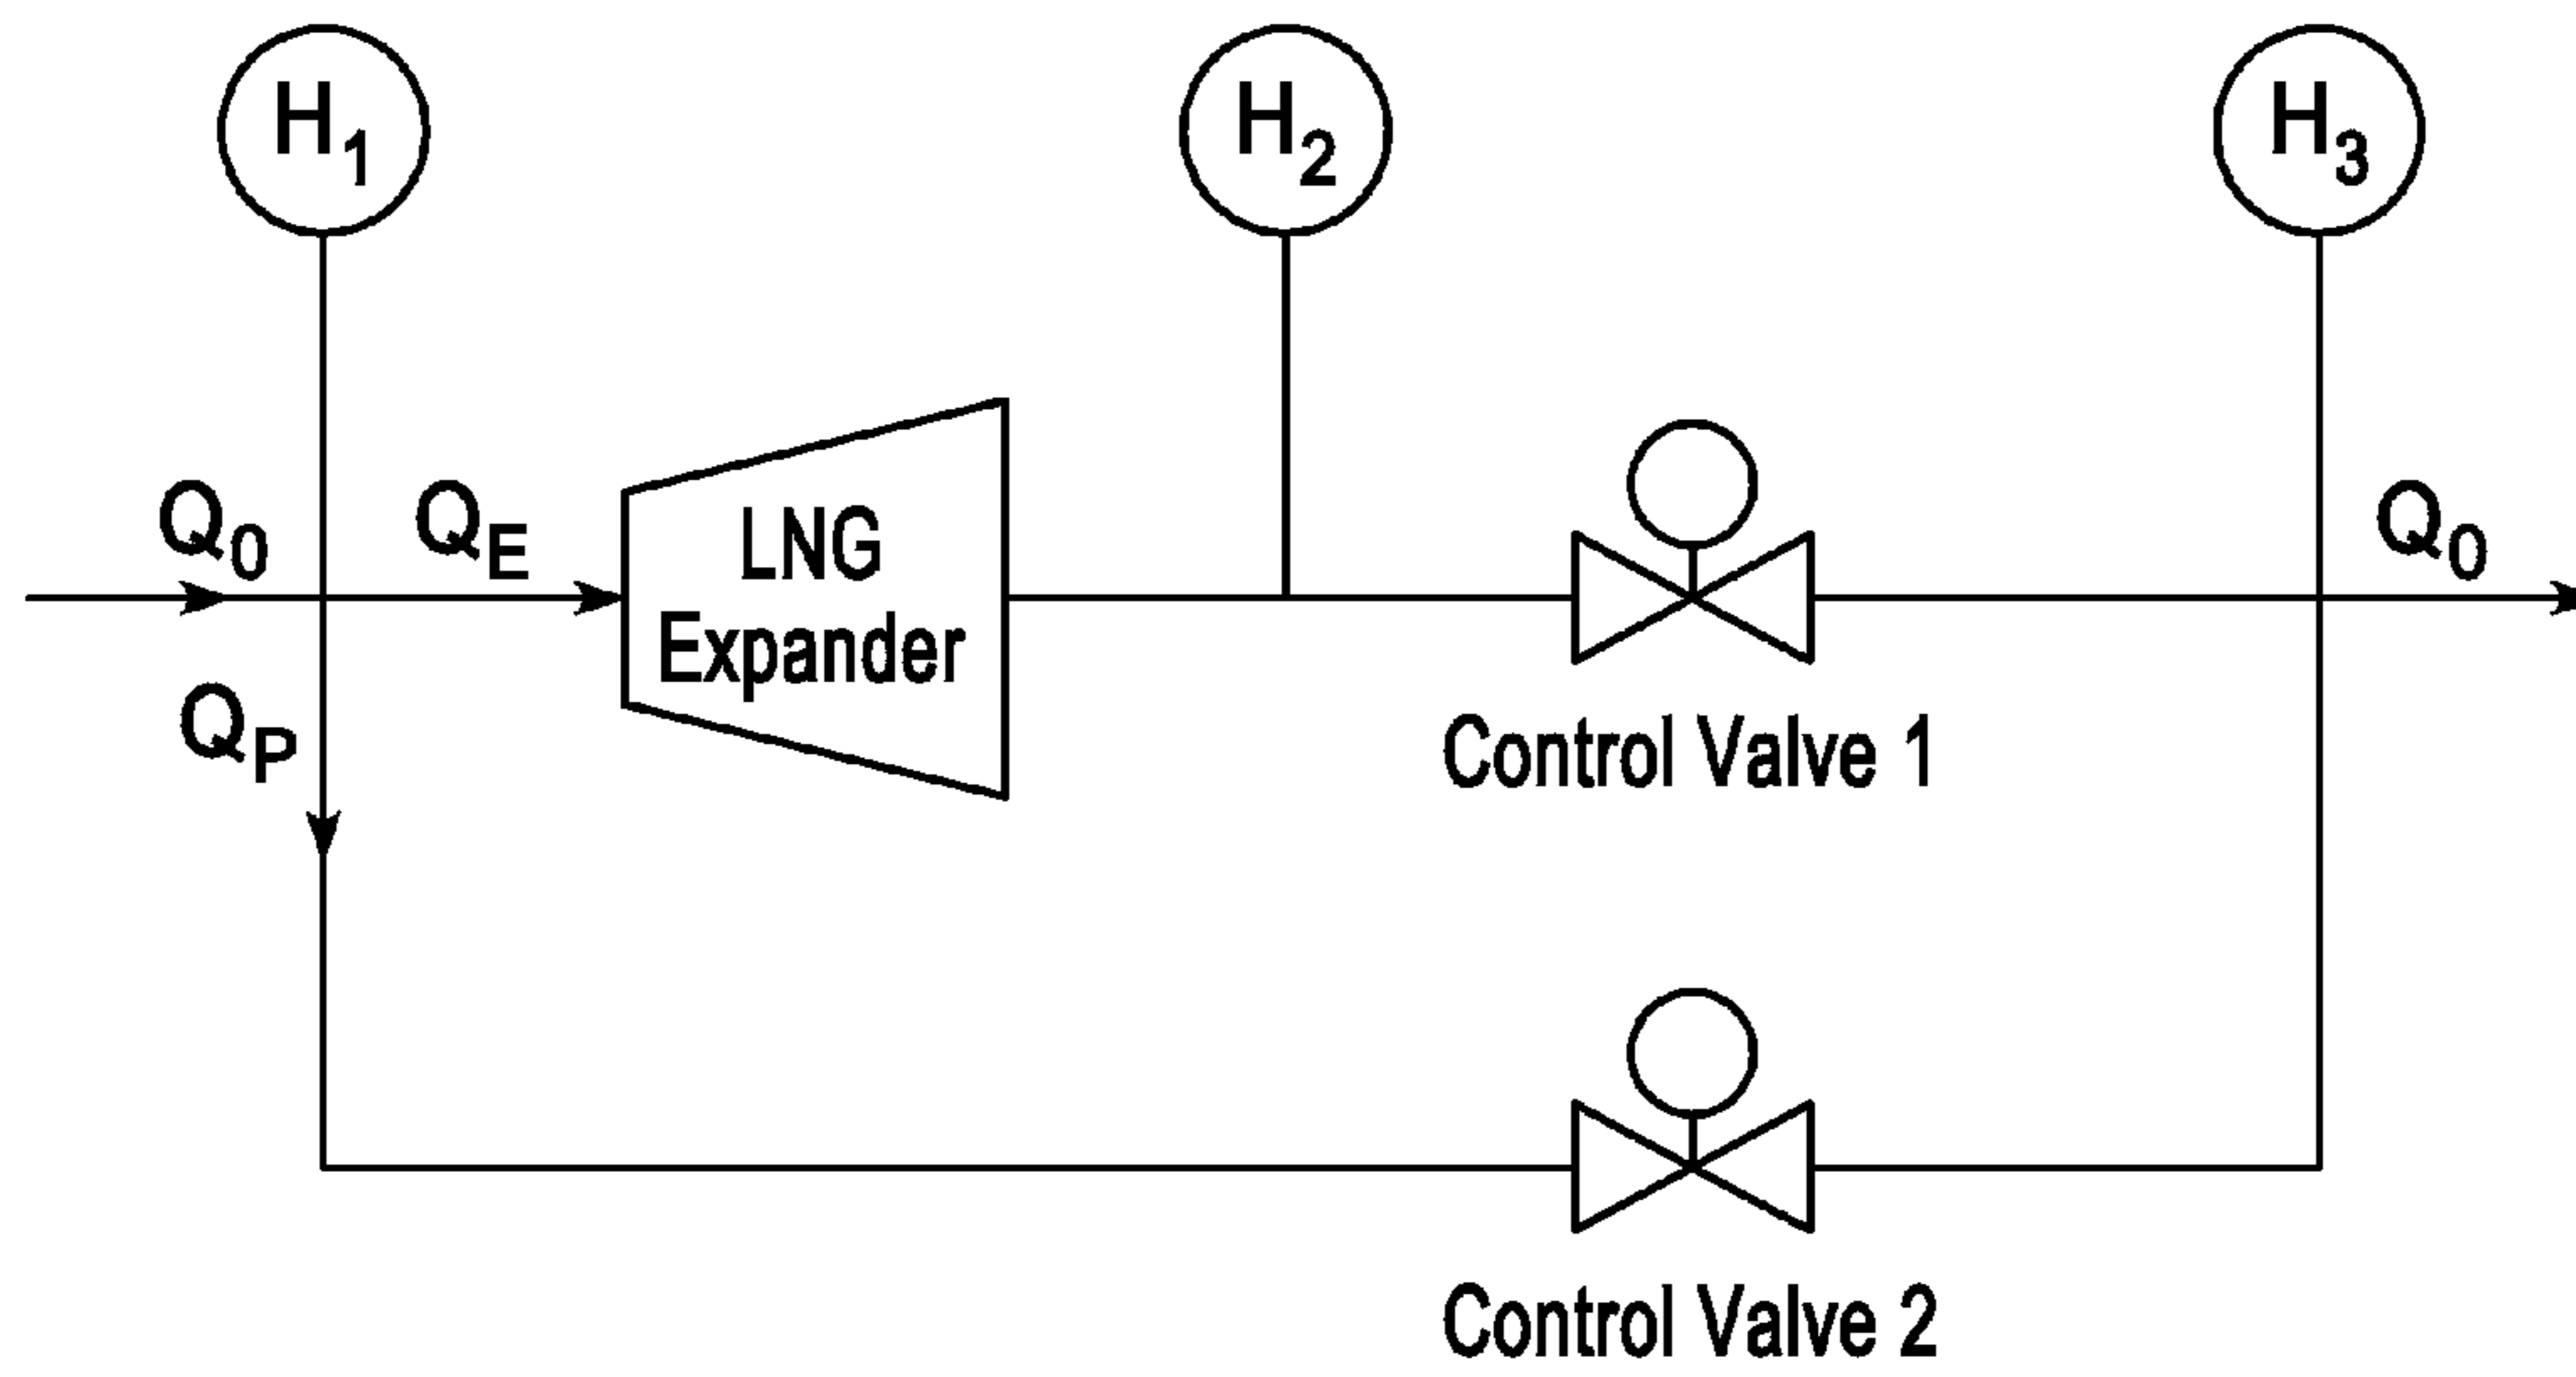 H1
H2
H3
Q0
QE
QP
LNG
Expander
Control Valve 1
Q0
Control Valve 2